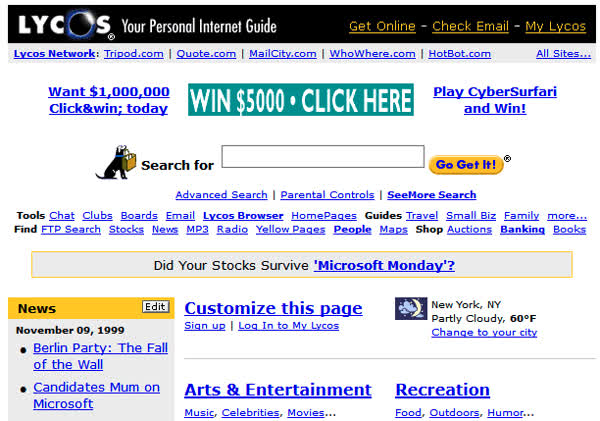 LYCOS® Your Personal Internet Guide Get Online - Check Email - My Lycos
Lycos Network: Tripod.com | Quote.com | MailCity.com | WhoWhere.com | HotBot.com All Sites...
Want $1,000,000
Click&win; today
WIN $5000 • CLICK HERE
Play CyberSurfari
and Win!
Search for Go Get It!®
Advanced Search | Parental Controls | SeeMore Search
Tools Chat Clubs Boards Email Lycos Browser HomePages Guides Travel Small Biz Family more...
Find FTP Search Stocks News MP3 Radio Yellow Pages People Maps Shop Auctions Banking Books
Did Your Stocks Survive 'Microsoft Monday'?
News Edit
November 09, 1999
• Berlin Party: The Fall
of the Wall
• Candidates Mum on
Microsoft
Customize this page
Sign up | Log In to My Lycos
New York, NY
Partly Cloudy, 60°F
Change to your city
Arts & Entertainment
Music, Celebrities, Movies...
Recreation
Food, Outdoors, Humor...